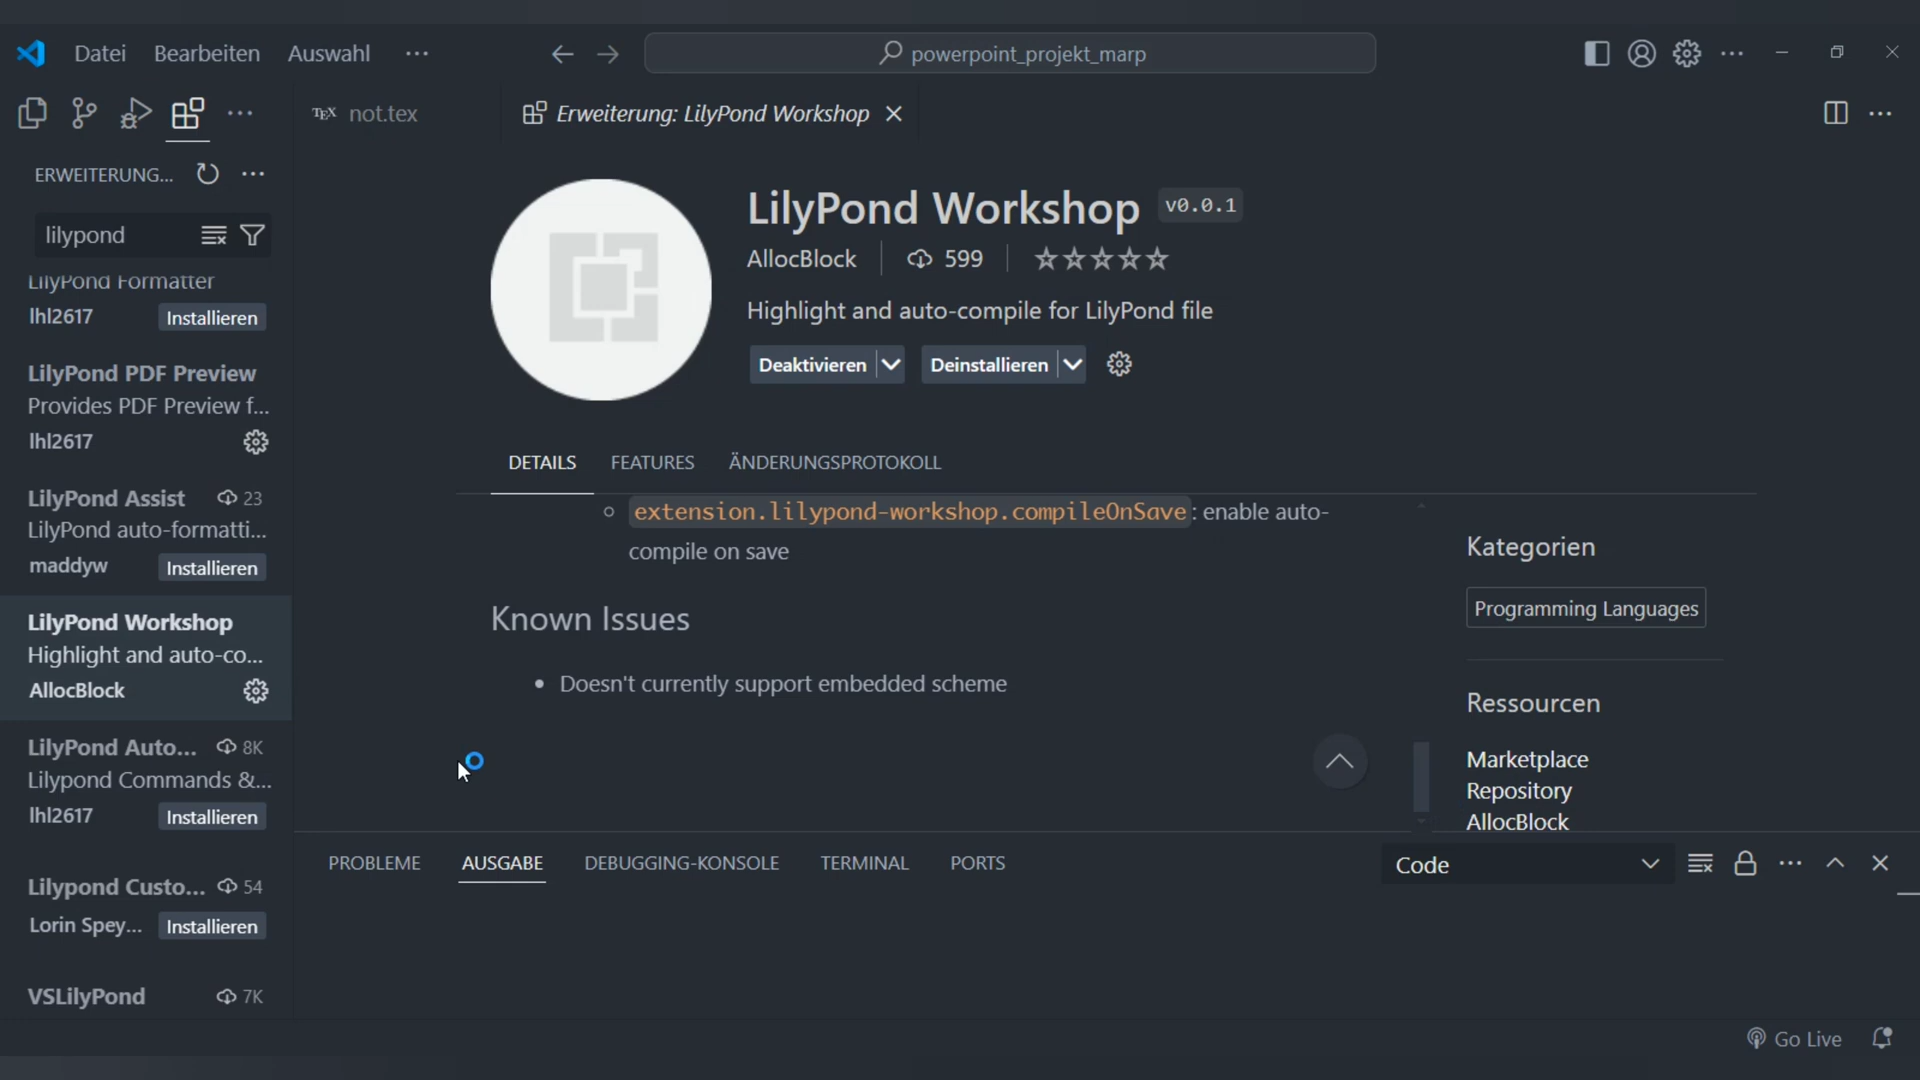 Datei Bearbeiten Auswahl ···
powerpoint_projekt_marp
TEX not.tex
Erweiterung: LilyPond Workshop
ERWEITERUNG...
lilypond
LilyPond Formatter
lhl2617 Installieren
LilyPond PDF Preview
Provides PDF Preview f...
lhl2617
LilyPond Assist 23
LilyPond auto-formatti...
maddyw Installieren
LilyPond Workshop
Highlight and auto-co...
AllocBlock
LilyPond Auto... 8K
Lilypond Commands &...
lhl2617 Installieren
Lilypond Custo... 54
Lorin Spey... Installieren
VSLilyPond 7K
LilyPond Workshop v0.0.1
AllocBlock 599
Highlight and auto-compile for LilyPond file
Deaktivieren Deinstallieren
DETAILS FEATURES ÄNDERUNGSPROTOKOLL
extension.lilypond-workshop.compileOnSave: enable auto-
compile on save
Known Issues
Doesn't currently support embedded scheme
Kategorien
Programming Languages
Ressourcen
Marketplace
Repository
AllocBlock
PROBLEME AUSGABE DEBUGGING-KONSOLE TERMINAL PORTS
Code
Go Live